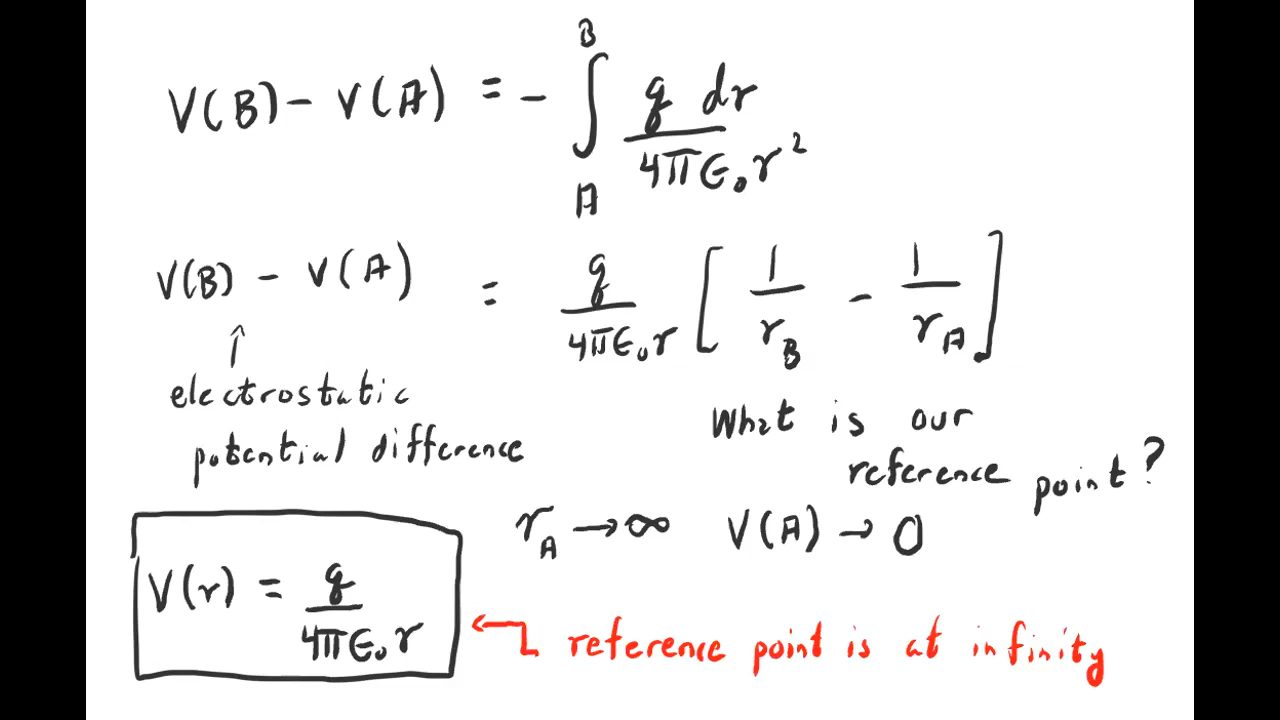 V(B) - V(A) = - ∫_A^B q dr / 4πϵ₀r²
V(B) - V(A) = q / 4πϵ₀r [ 1/r_B - 1/r_A ]
↑
electrostatic
potential difference
What is our
reference point?
r_A → ∞ V(A) → 0
V(r) = q / 4πϵ₀r
reference point is at infinity